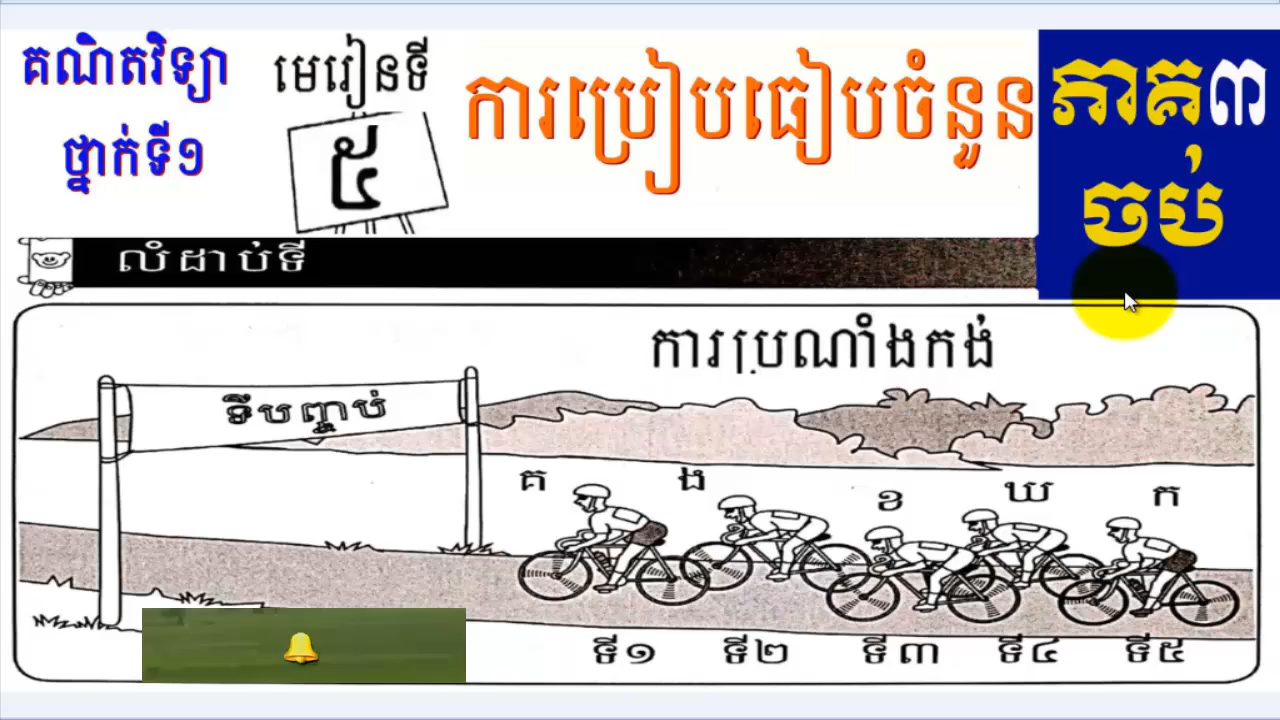 គណិតវិទ្យា
ថ្នាក់ទី១
មេរៀនទី
៥
ការប្រៀបធៀបចំនួន
ភាគ៣
ចប់
លំដាប់ទី
ការប្រណាំងកង់
ទីបញ្ចប់
គ ង ខ ឃ ក
ទី១ ទី២ ទី៣ ទី៤ ទី៥